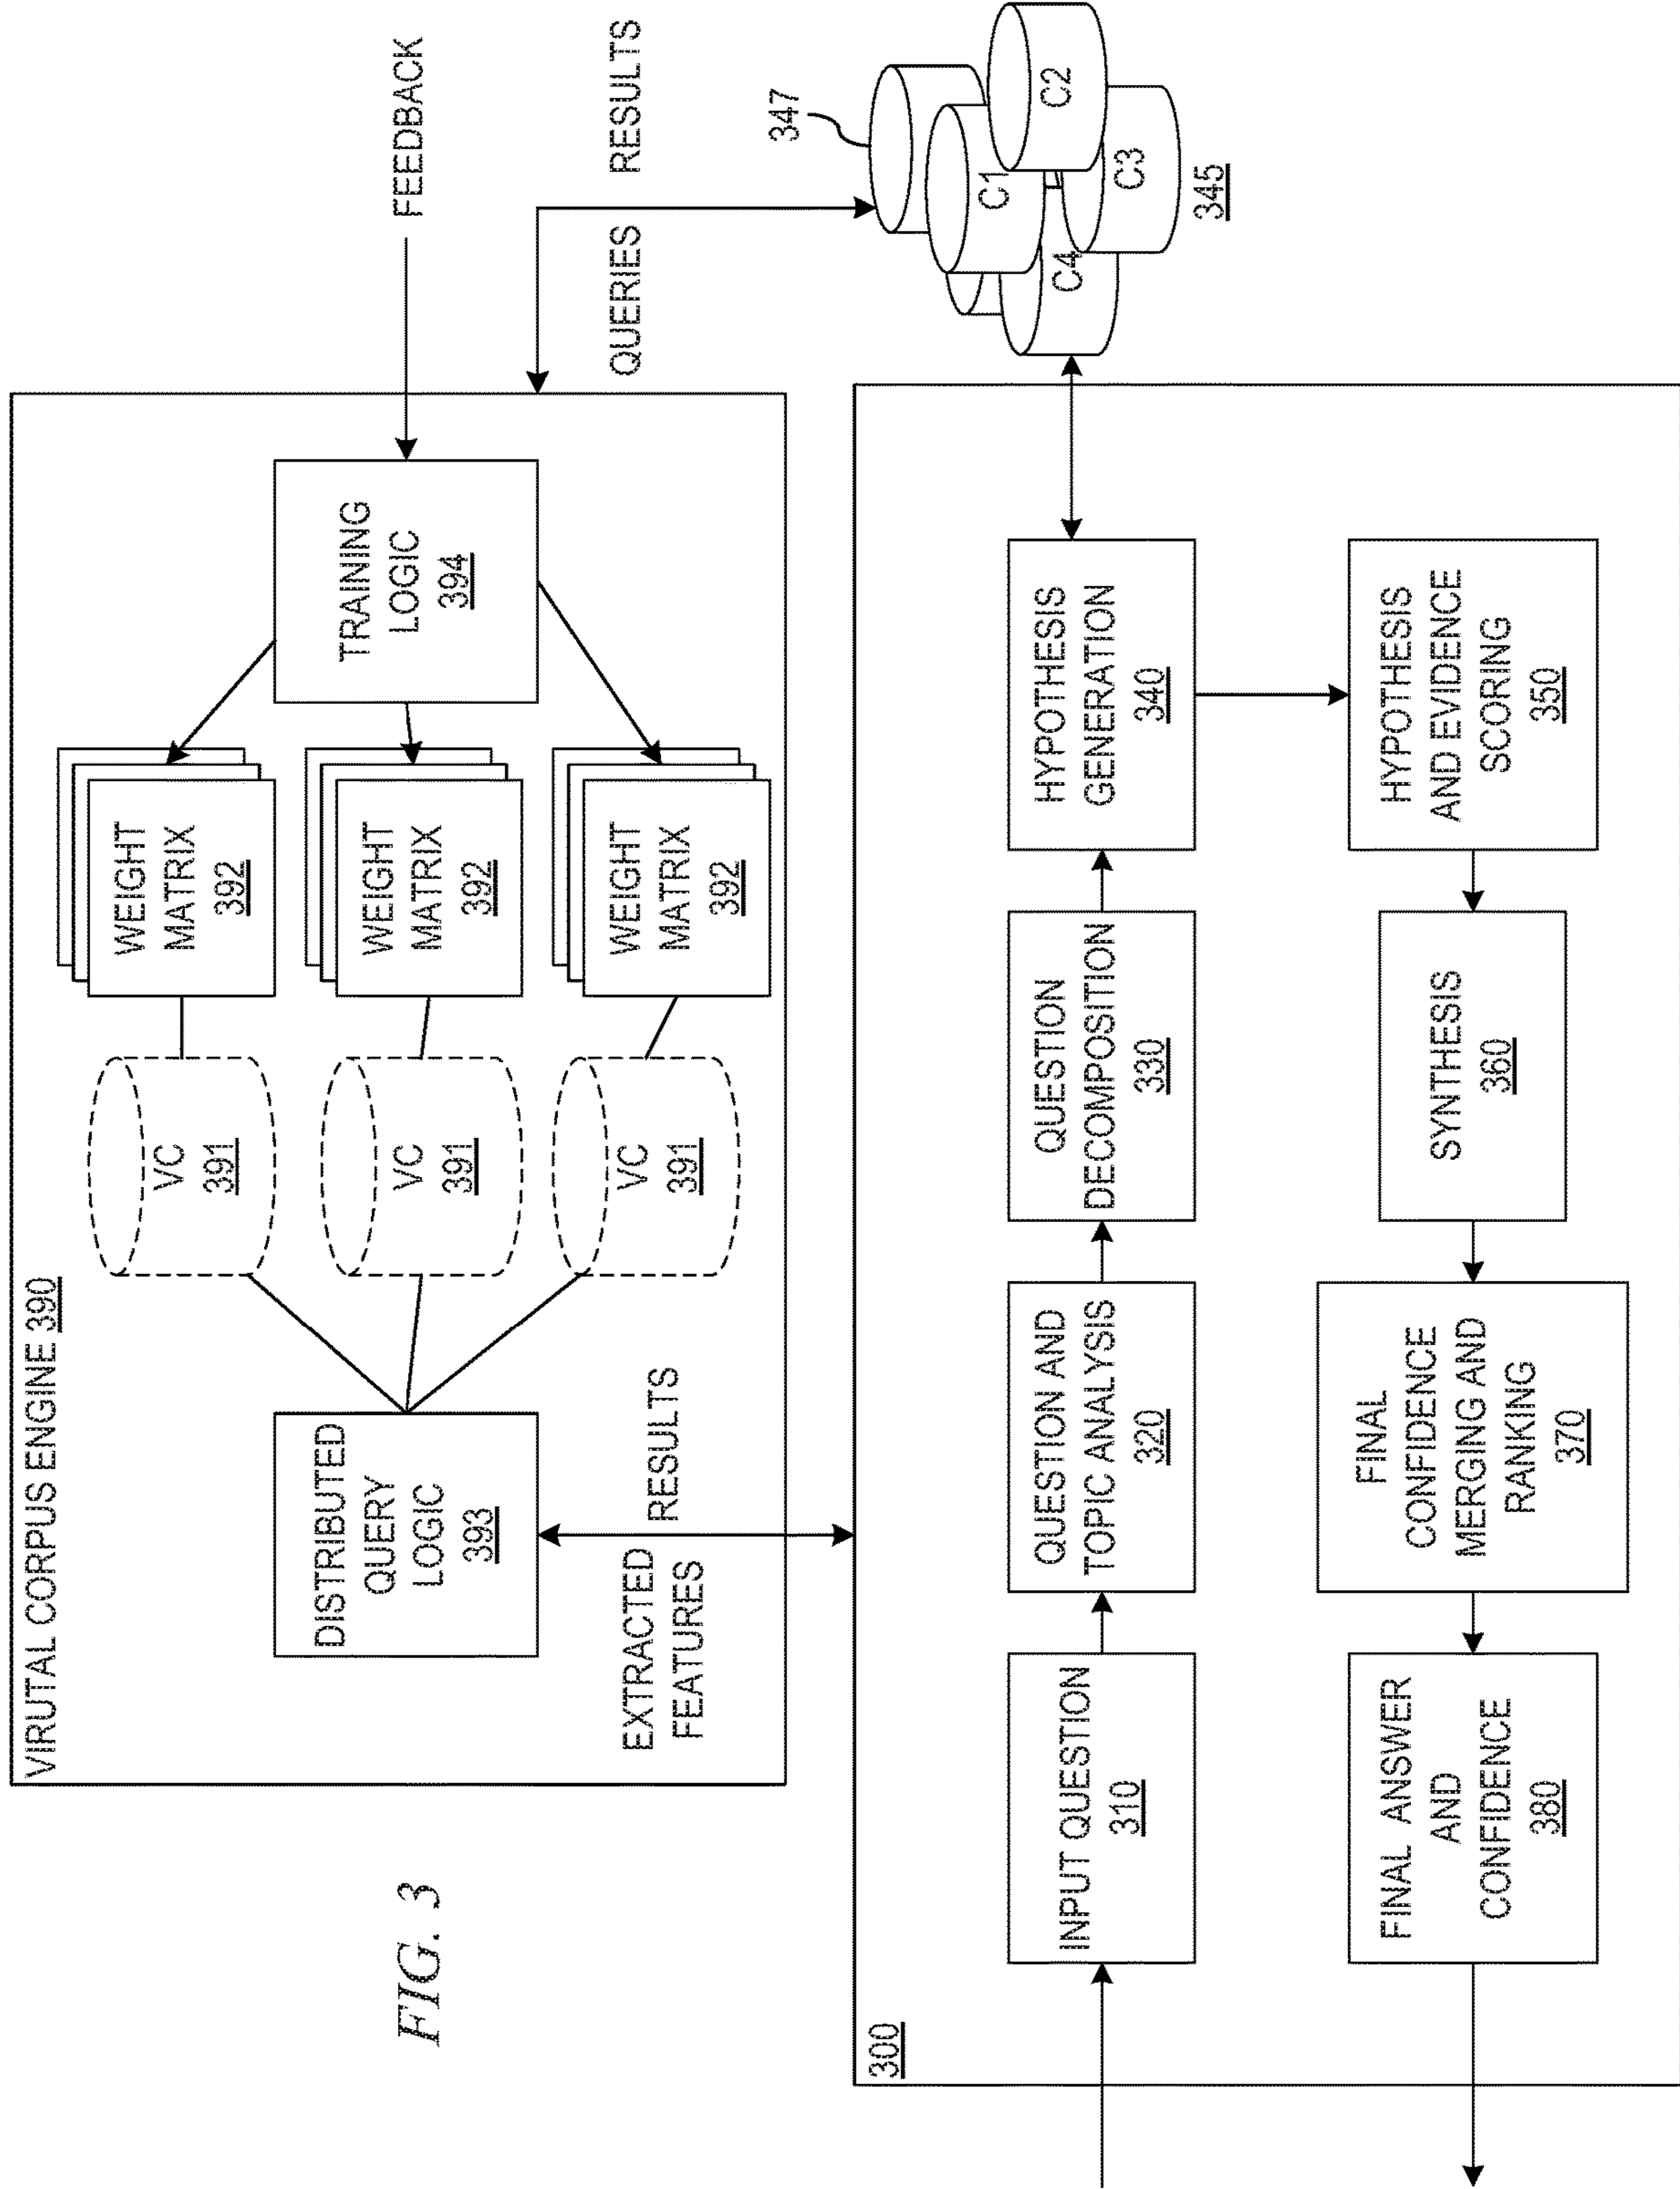 FIG. 3
VIRUTAL CORPUS ENGINE 390
DISTRIBUTED
QUERY
LOGIC
393
VC
391
VC
391
VC
391
WEIGHT
MATRIX
392
WEIGHT
MATRIX
392
WEIGHT
MATRIX
392
TRAINING
LOGIC
394
FEEDBACK
EXTRACTED
FEATURES
RESULTS
QUERIES
RESULTS
347
C1
C2
C3
C4
345
300
INPUT QUESTION
310
QUESTION AND
TOPIC ANALYSIS
320
QUESTION
DECOMPOSITION
330
HYPOTHESIS
GENERATION
340
FINAL ANSWER
AND
CONFIDENCE
380
FINAL
CONFIDENCE
MERGING AND
RANKING
370
SYNTHESIS
360
HYPOTHESIS
AND EVIDENCE
SCORING
350